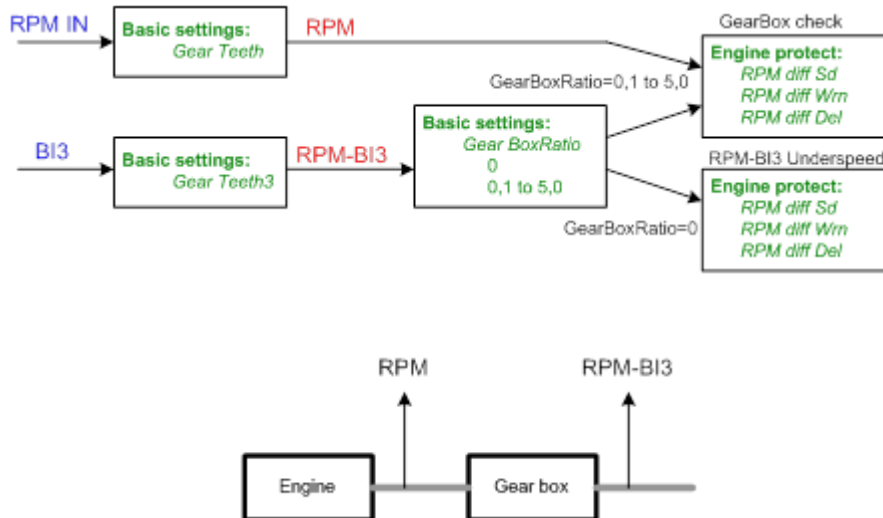 RPM IN
Basic settings:
Gear Teeth
RPM
GearBox check
Engine protect:
RPM diff Sd
RPM diff Wrn
RPM diff Del
GearBoxRatio=0,1 to 5,0
BI3
Basic settings:
Gear Teeth3
RPM-BI3
Basic settings:
Gear BoxRatio
0
0,1 to 5,0
RPM-BI3 Underspeed
Engine protect:
RPM diff Sd
RPM diff Wrn
RPM diff Del
GearBoxRatio=0
RPM
RPM-BI3
Engine
Gear box